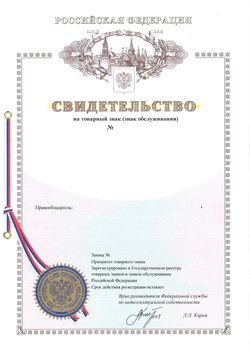 РОССИЙСКАЯ ФЕДЕРАЦИЯ
СВИДЕТЕЛЬСТВО
на товарный знак (знак обслуживания)
№
Правообладатель:
Заявка №
Приоритет товарного знака
Зарегистрировано в Государственном реестре
товарных знаков и знаков обслуживания
Российской Федерации
Срок действия регистрации истекает
Врио руководителя Федеральной службы
по интеллектуальной собственности
Л.Л. Кирий